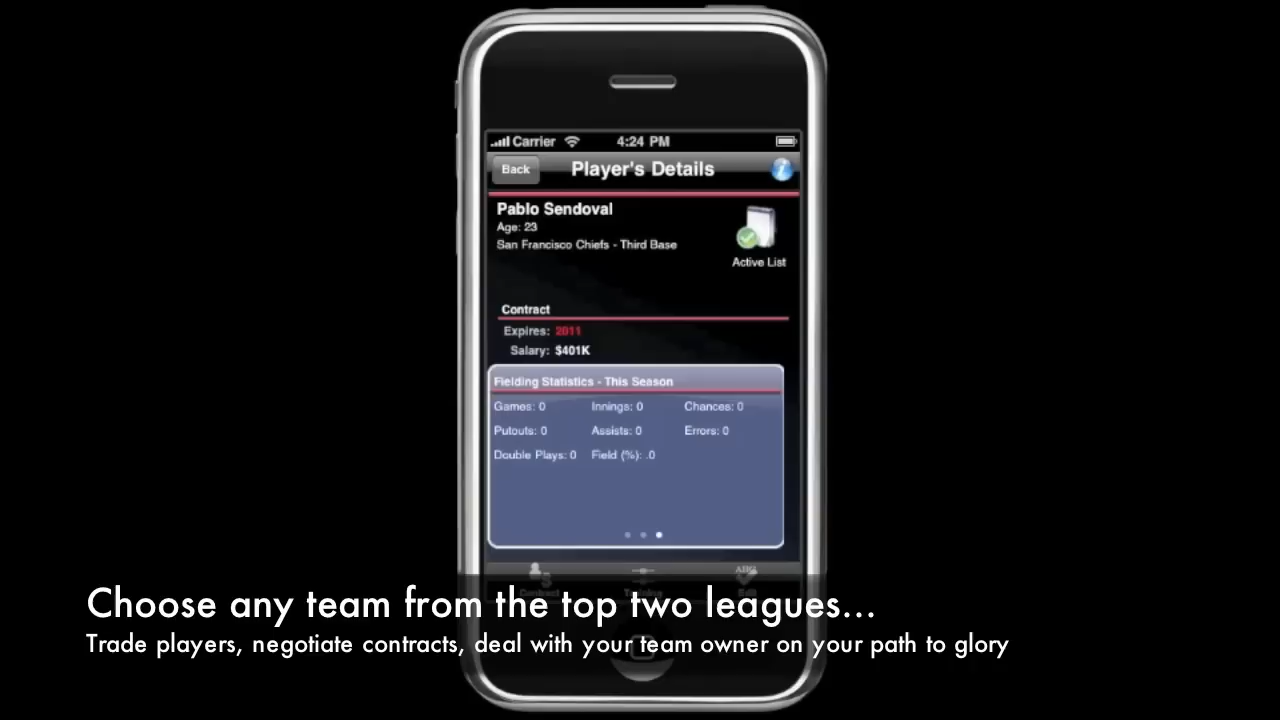 Carrier 4:24 PM
Back Player's Details
Pablo Sendoval
Age: 23
San Francisco Chiefs - Third Base
Active List
Contract
Expires: 2011
Salary: $401K
Fielding Statistics - This Season
Games: 0 Innings: 0 Chances: 0
Putouts: 0 Assists: 0 Errors: 0
Double Plays: 0 Field (%): .0
Contract Training Edit
Choose any team from the top two leagues...
Trade players, negotiate contracts, deal with your team owner on your path to glory